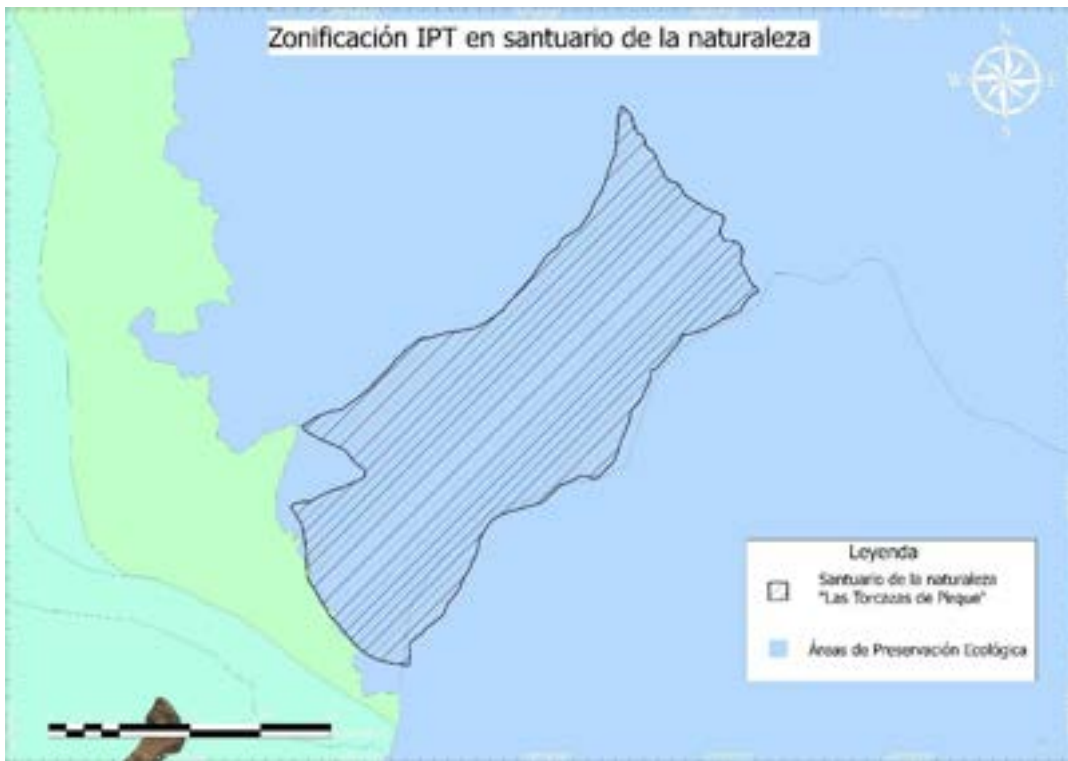 Zonificación IPT en santuario de la naturaleza
N
W E
S
Leyenda
Santuario de la naturaleza
"Las Torcazas de Pirque"
Áreas de Preservación Ecológica